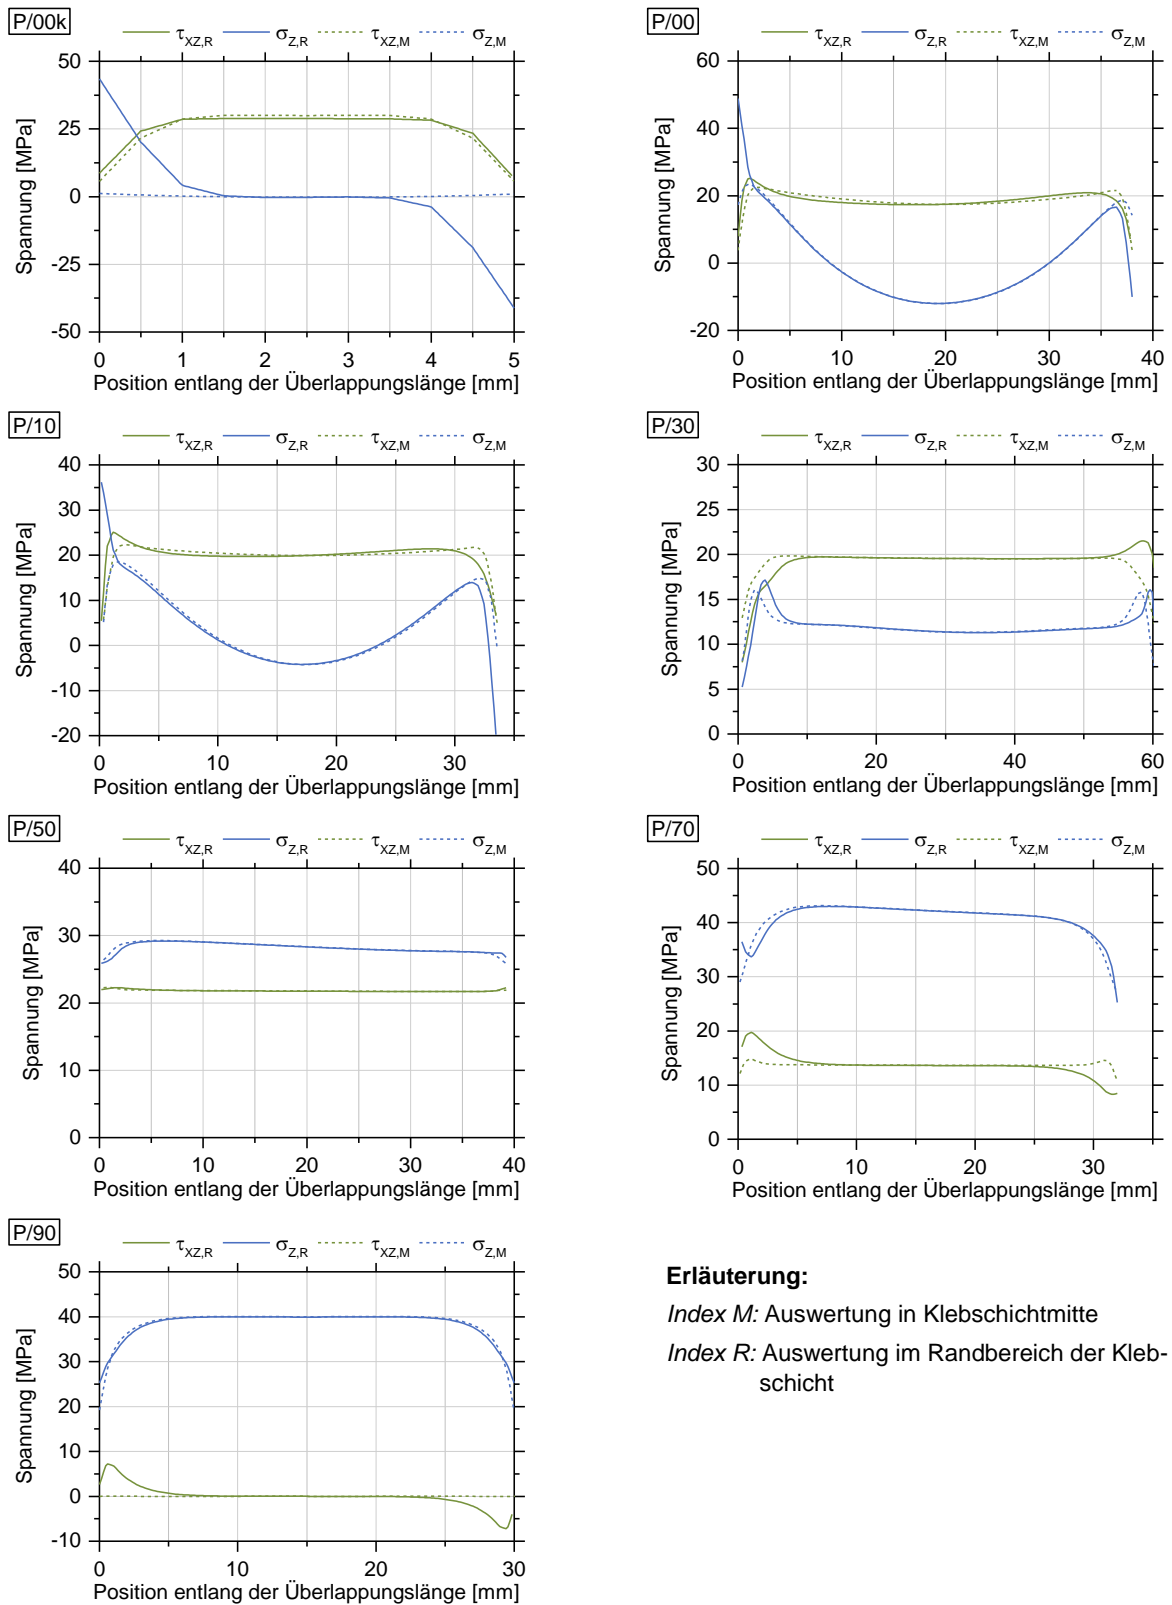 P/00k
τXZ,R σZ,R τXZ,M σZ,M
50
25
0
-25
-50
Spannung [MPa]
0 1 2 3 4 5
Position entlang der Überlappungslänge [mm]
P/00
τXZ,R σZ,R τXZ,M σZ,M
60
40
20
0
-20
Spannung [MPa]
0 10 20 30 40
Position entlang der Überlappungslänge [mm]
P/10
τXZ,R σZ,R τXZ,M σZ,M
40
30
20
10
0
-10
-20
Spannung [MPa]
0 10 20 30
Position entlang der Überlappungslänge [mm]
P/30
τXZ,R σZ,R τXZ,M σZ,M
30
25
20
15
10
5
0
Spannung [MPa]
0 20 40 60
Position entlang der Überlappungslänge [mm]
P/50
τXZ,R σZ,R τXZ,M σZ,M
40
30
20
10
0
Spannung [MPa]
0 10 20 30 40
Position entlang der Überlappungslänge [mm]
P/70
τXZ,R σZ,R τXZ,M σZ,M
50
40
30
20
10
0
Spannung [MPa]
0 10 20 30
Position entlang der Überlappungslänge [mm]
P/90
τXZ,R σZ,R τXZ,M σZ,M
50
40
30
20
10
0
-10
Spannung [MPa]
0 10 20 30
Position entlang der Überlappungslänge [mm]
Erläuterung:
Index M: Auswertung in Klebschichtmitte
Index R: Auswertung im Randbereich der Kleb-
schicht